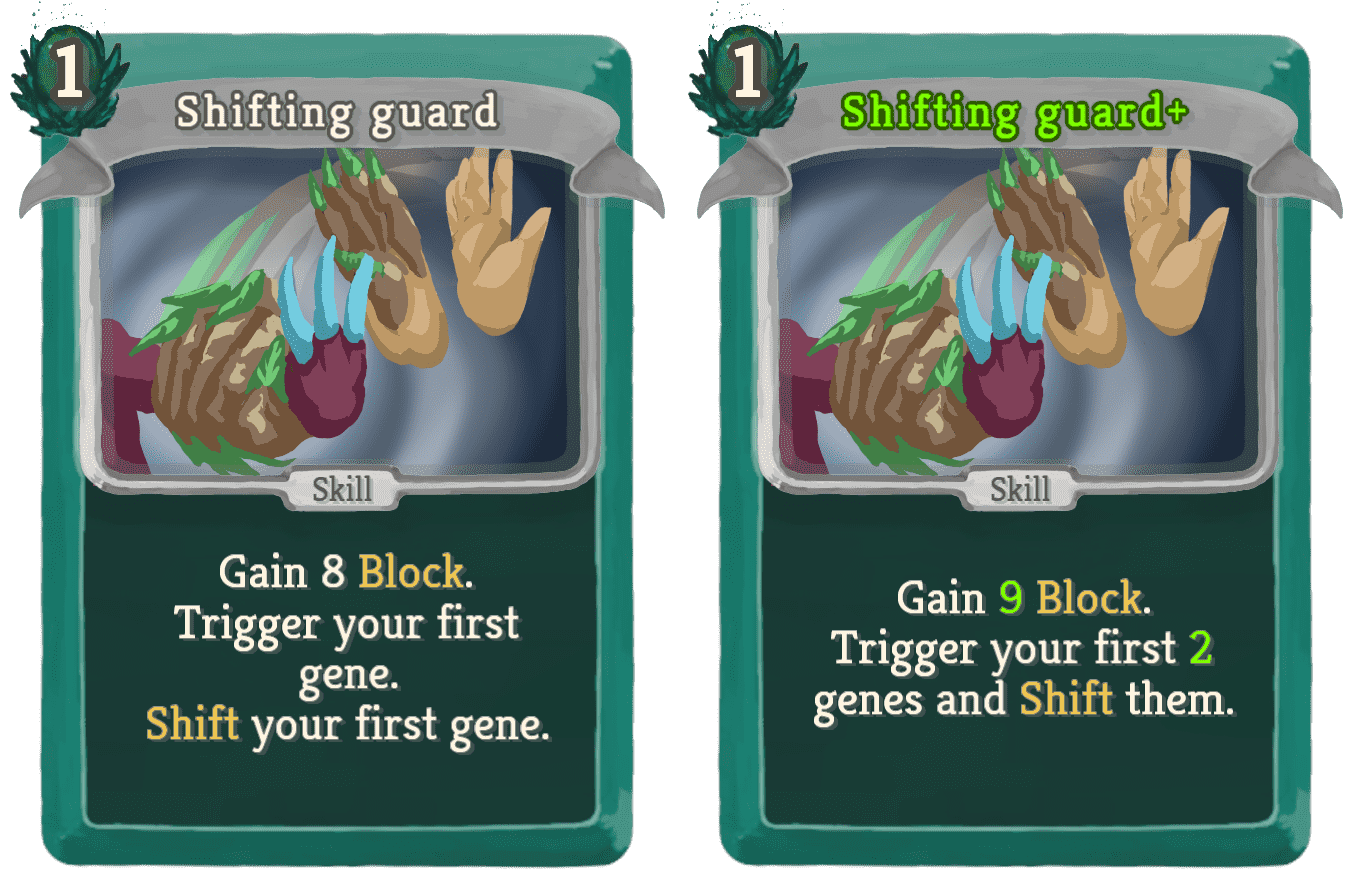 1
Shifting guard
Skill
Gain 8 Block.
Trigger your first
gene.
Shift your first gene.
1
Shifting guard+
Skill
Gain 9 Block.
Trigger your first 2
genes and Shift them.